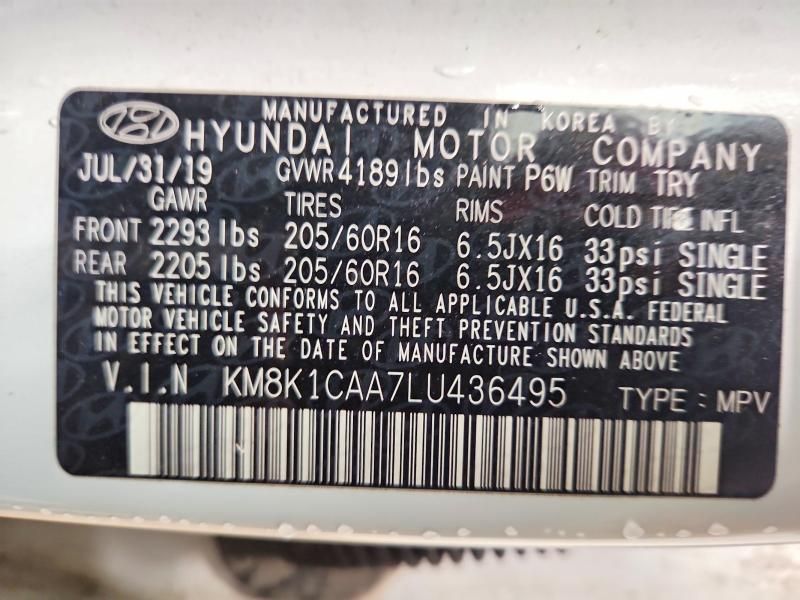 MANUFACTURED IN KOREA BY
HYUNDAI MOTOR COMPANY
JUL/31/19 GVWR 4189 lbs PAINT P6W TRIM TRY
GAWR TIRES RIMS COLD TIRE INFL
FRONT 2293 lbs 205/60R16 6.5JX16 33psi SINGLE
REAR 2205 lbs 205/60R16 6.5JX16 33psi SINGLE
THIS VEHICLE CONFORMS TO ALL APPLICABLE U.S.A. FEDERAL
MOTOR VEHICLE SAFETY AND THEFT PREVENTION STANDARDS
IN EFFECT ON THE DATE OF MANUFACTURE SHOWN ABOVE
V.I.N KM8K1CAA7LU436495 TYPE : MPV